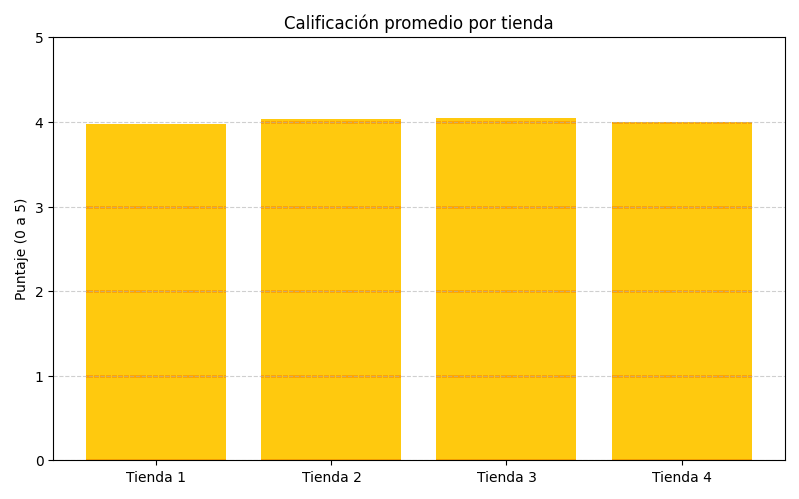 Calificación promedio por tienda
Puntaje (0 a 5)
5
4
3
2
1
0
Tienda 1
Tienda 2
Tienda 3
Tienda 4